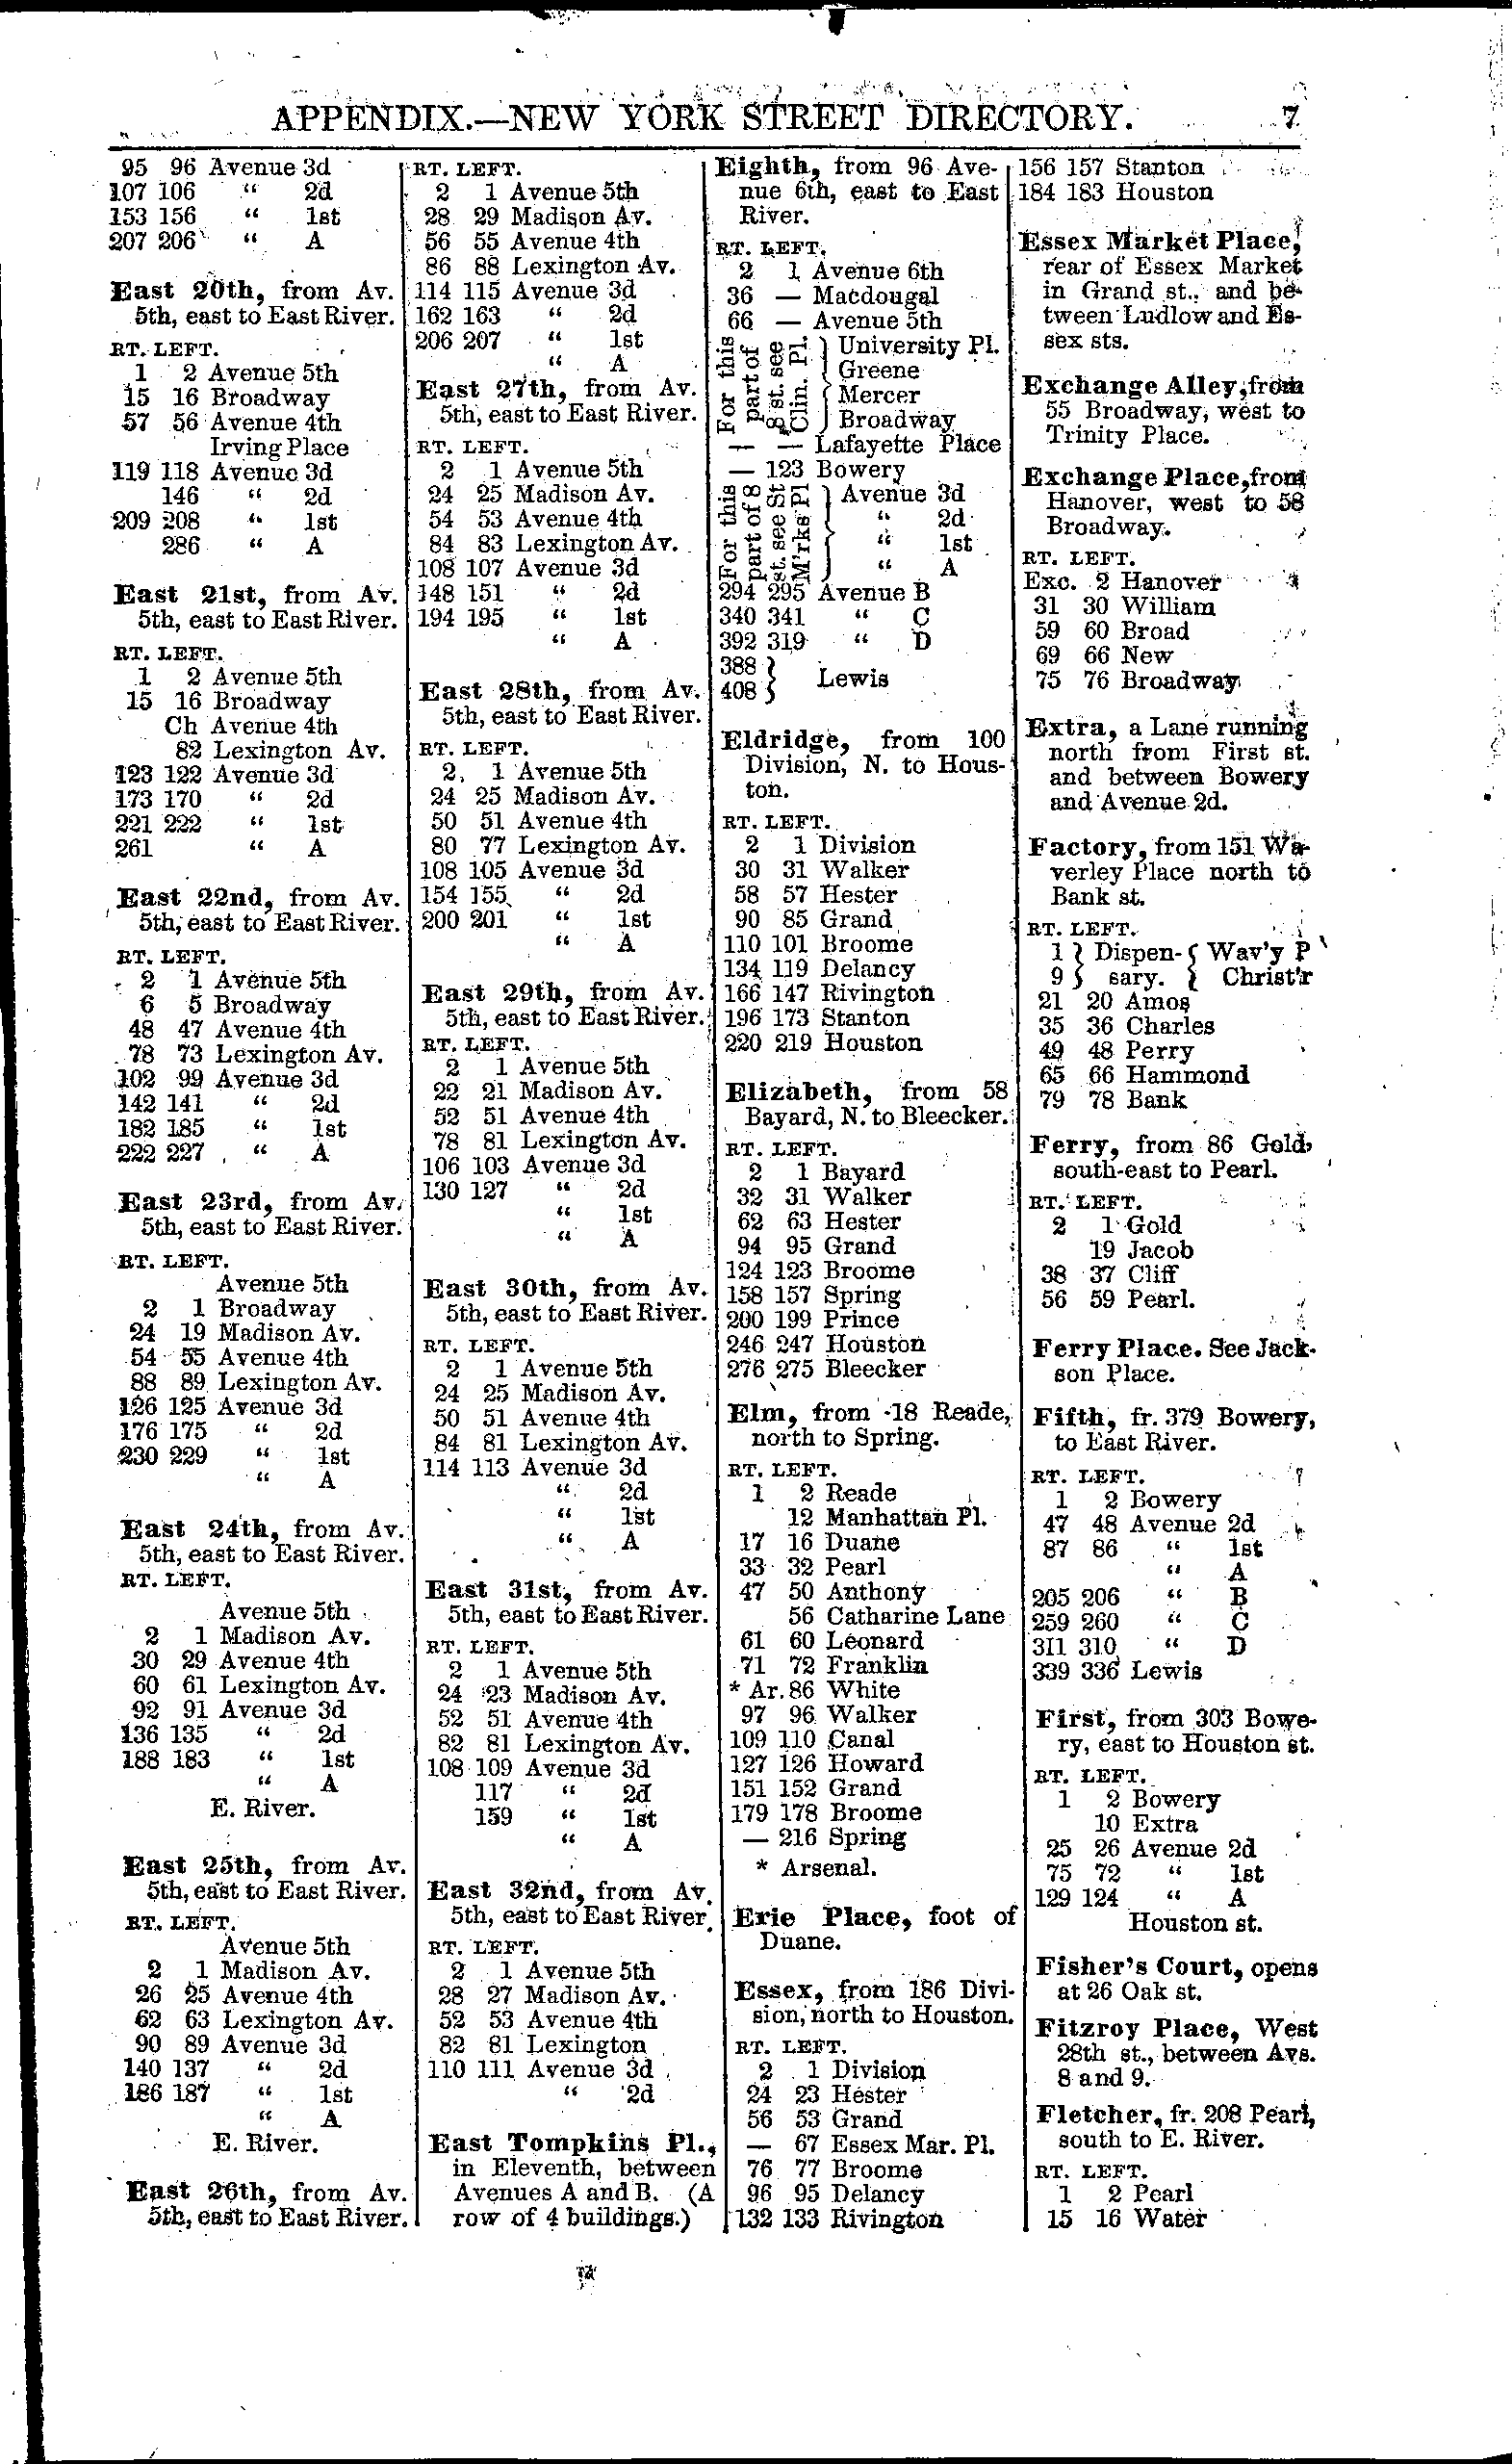 APPENDIX.—NEW YORK STREET DIRECTORY. 7
95 96 Avenue 3d
107 106 “ 2d
153 156 “ 1st
207 206 “ A
East 20th, from Av.
5th, east to East River.
RT. LEFT.
1 2 Avenue 5th
15 16 Broadway
57 56 Avenue 4th
Irving Place
119 118 Avenue 3d
146 “ 2d
209 208 “ 1st
286 “ A
East 21st, from Av.
5th, east to East River.
RT. LEFT.
1 2 Avenue 5th
15 16 Broadway
Ch Avenue 4th
82 Lexington Av.
123 122 Avenue 3d
173 170 “ 2d
221 222 “ 1st
261 “ A
East 22nd, from Av.
5th, east to East River.
RT. LEFT.
2 1 Avenue 5th
6 5 Broadway
48 47 Avenue 4th
78 73 Lexington Av.
102 99 Avenue 3d
142 141 “ 2d
182 185 “ 1st
222 227 “ A
East 23rd, from Av.
5th, east to East River.
RT. LEFT.
Avenue 5th
2 1 Broadway
24 19 Madison Av.
54 55 Avenue 4th
88 89 Lexington Av.
126 125 Avenue 3d
176 175 “ 2d
230 229 “ 1st
“ A
East 24th, from Av.
5th, east to East River.
RT. LEFT.
Avenue 5th
2 1 Madison Av.
30 29 Avenue 4th
60 61 Lexington Av.
92 91 Avenue 3d
136 135 “ 2d
188 183 “ 1st
“ A
E. River.
East 25th, from Av.
5th, east to East River.
RT. LEFT.
Avenue 5th
2 1 Madison Av.
26 25 Avenue 4th
62 63 Lexington Av.
90 89 Avenue 3d
140 137 “ 2d
186 187 “ 1st
“ A
E. River.
East 26th, from Av.
5th, east to East River.
RT. LEFT.
2 1 Avenue 5th
28 29 Madison Av.
56 55 Avenue 4th
86 88 Lexington Av.
114 115 Avenue 3d
162 163 “ 2d
206 207 “ 1st
“ A
East 27th, from Av.
5th, east to East River.
RT. LEFT.
2 1 Avenue 5th
24 25 Madison Av.
54 53 Avenue 4th
84 83 Lexington Av.
108 107 Avenue 3d
148 151 “ 2d
194 195 “ 1st
“ A
East 28th, from Av.
5th, east to East River.
RT. LEFT.
2 1 Avenue 5th
24 25 Madison Av.
50 51 Avenue 4th
80 77 Lexington Av.
108 105 Avenue 3d
154 155 “ 2d
200 201 “ 1st
“ A
East 29th, from Av.
5th, east to East River.
RT. LEFT.
2 1 Avenue 5th
22 21 Madison Av.
52 51 Avenue 4th
78 81 Lexington Av.
106 103 Avenue 3d
130 127 “ 2d
“ 1st
“ A
East 30th, from Av.
5th, east to East River.
RT. LEFT.
2 1 Avenue 5th
24 25 Madison Av.
50 51 Avenue 4th
84 81 Lexington Av.
114 113 Avenue 3d
“ 2d
“ 1st
“ A
East 31st, from Av.
5th, east to East River.
RT. LEFT.
2 1 Avenue 5th
24 23 Madison Av.
52 51 Avenue 4th
82 81 Lexington Av.
108 109 Avenue 3d
117 “ 2d
159 “ 1st
“ A
East 32nd, from Av.
5th, east to East River.
RT. LEFT.
2 1 Avenue 5th
28 27 Madison Av.
52 53 Avenue 4th
82 81 Lexington
110 111 Avenue 3d
“ 2d
East Tompkins Pl.,
in Eleventh, between
Avenues A and B. (A
row of 4 buildings.)
Eighth, from 96 Ave-
nue 6th, east to East
River.
RT. LEFT.
2 1 Avenue 6th
36 — Macdougal
66 — Avenue 5th
For this
part of
8 st. see
Clin. Pl.
University Pl.
Greene
Mercer
Broadway
— — Lafayette Place
— 123 Bowery
For this
part of 8
st. see St
M'rks Pl
Avenue 3d
“ 2d
“ 1st
“ A
294 295 Avenue B
340 341 “ C
392 319 “ D
388 }
408 } Lewis
Eldridge, from 100
Division, N. to Hous-
ton.
RT. LEFT.
2 1 Division
30 31 Walker
58 57 Hester
90 85 Grand
110 101 Broome
134 119 Delancy
166 147 Rivington
196 173 Stanton
220 219 Houston
Elizabeth, from 58
Bayard, N. to Bleecker.
RT. LEFT.
2 1 Bayard
32 31 Walker
62 63 Hester
94 95 Grand
124 123 Broome
158 157 Spring
200 199 Prince
246 247 Houston
276 275 Bleecker
Elm, from 18 Reade,
north to Spring.
RT. LEFT.
1 2 Reade
12 Manhattan Pl.
17 16 Duane
33 32 Pearl
47 50 Anthony
56 Catharine Lane
61 60 Leonard
71 72 Franklin
* Ar. 86 White
97 96 Walker
109 110 Canal
127 126 Howard
151 152 Grand
179 178 Broome
— 216 Spring
* Arsenal.
Erie Place, foot of
Duane.
Essex, from 186 Divi-
sion, north to Houston.
RT. LEFT.
2 1 Division
24 23 Hester
56 53 Grand
— 67 Essex Mar. Pl.
76 77 Broome
96 95 Delancy
132 133 Rivington
156 157 Stanton
184 183 Houston
Essex Market Place,
rear of Essex Market
in Grand st., and be-
tween Ludlow and Es-
sex sts.
Exchange Alley, from
55 Broadway, west to
Trinity Place.
Exchange Place, from
Hanover, west to 58
Broadway.
RT. LEFT.
Exc. 2 Hanover
31 30 William
59 60 Broad
69 66 New
75 76 Broadway
Extra, a Lane running
north from First st.
and between Bowery
and Avenue 2d.
Factory, from 151 Wa-
verley Place north to
Bank st.
RT. LEFT.
1 } Dispen- { Wav'y P
9 } sary. { Christ'r
21 20 Amos
35 36 Charles
49 48 Perry
65 66 Hammond
79 78 Bank
Ferry, from 86 Gold,
south-east to Pearl.
RT. LEFT.
2 1 Gold
19 Jacob
38 37 Cliff
56 59 Pearl.
Ferry Place. See Jack-
son Place.
Fifth, fr. 379 Bowery,
to East River.
RT. LEFT.
1 2 Bowery
47 48 Avenue 2d
87 86 “ 1st
“ A
205 206 “ B
259 260 “ C
311 310 “ D
339 336 Lewis
First, from 303 Bowe-
ry, east to Houston st.
RT. LEFT.
1 2 Bowery
10 Extra
25 26 Avenue 2d
75 72 “ 1st
129 124 “ A
Houston st.
Fisher's Court, opens
at 26 Oak st.
Fitzroy Place, West
28th st., between Avs.
8 and 9.
Fletcher, fr. 208 Pearl,
south to E. River.
RT. LEFT.
1 2 Pearl
15 16 Water